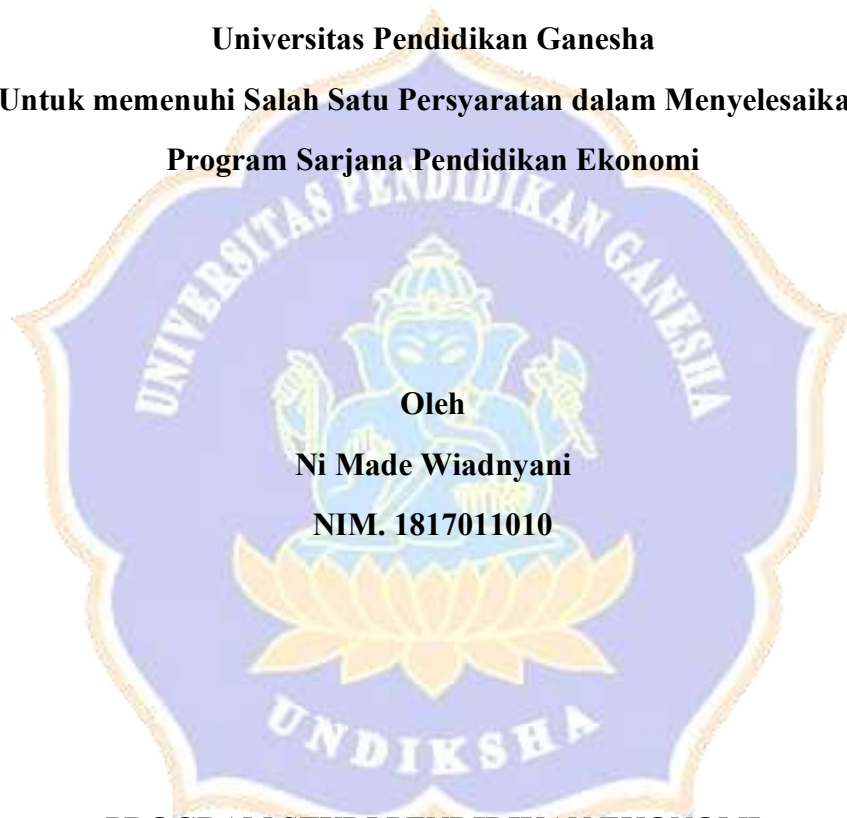 Universitas Pendidikan Ganesha
Untuk memenuhi Salah Satu Persyaratan dalam Menyelesaika
Program Sarjana Pendidikan Ekonomi
UNIVERSITAS PENDIDIKAN GANESHA
Oleh
Ni Made Wiadnyani
NIM. 1817011010
UNDIKSHA